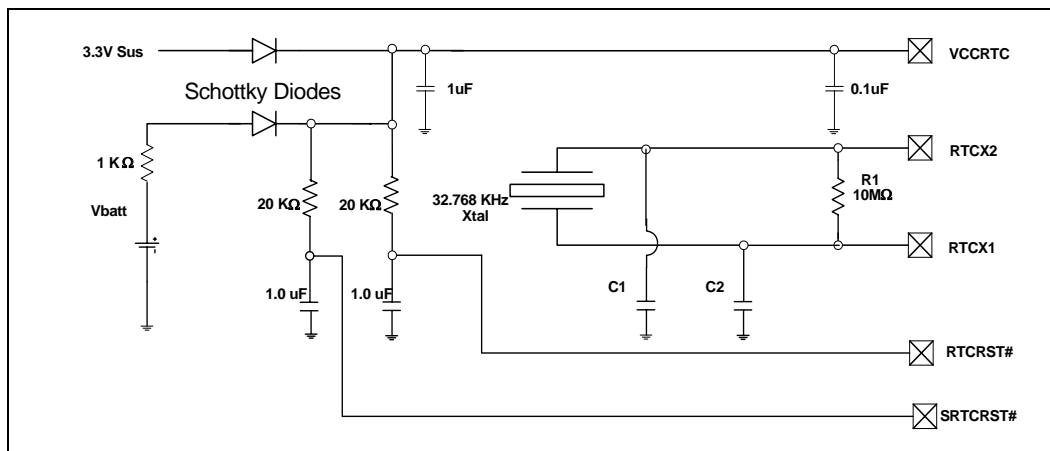 3.3V Sus
VCCRTC
1uF
0.1uF
Schottky Diodes
1 KΩ
RTCX2
R1
10MΩ
20 KΩ
20 KΩ
32.768 KHz
Xtal
Vbatt
+
-
RTCX1
1.0 uF
1.0 uF
C1
C2
RTCRST#
SRTCRST#